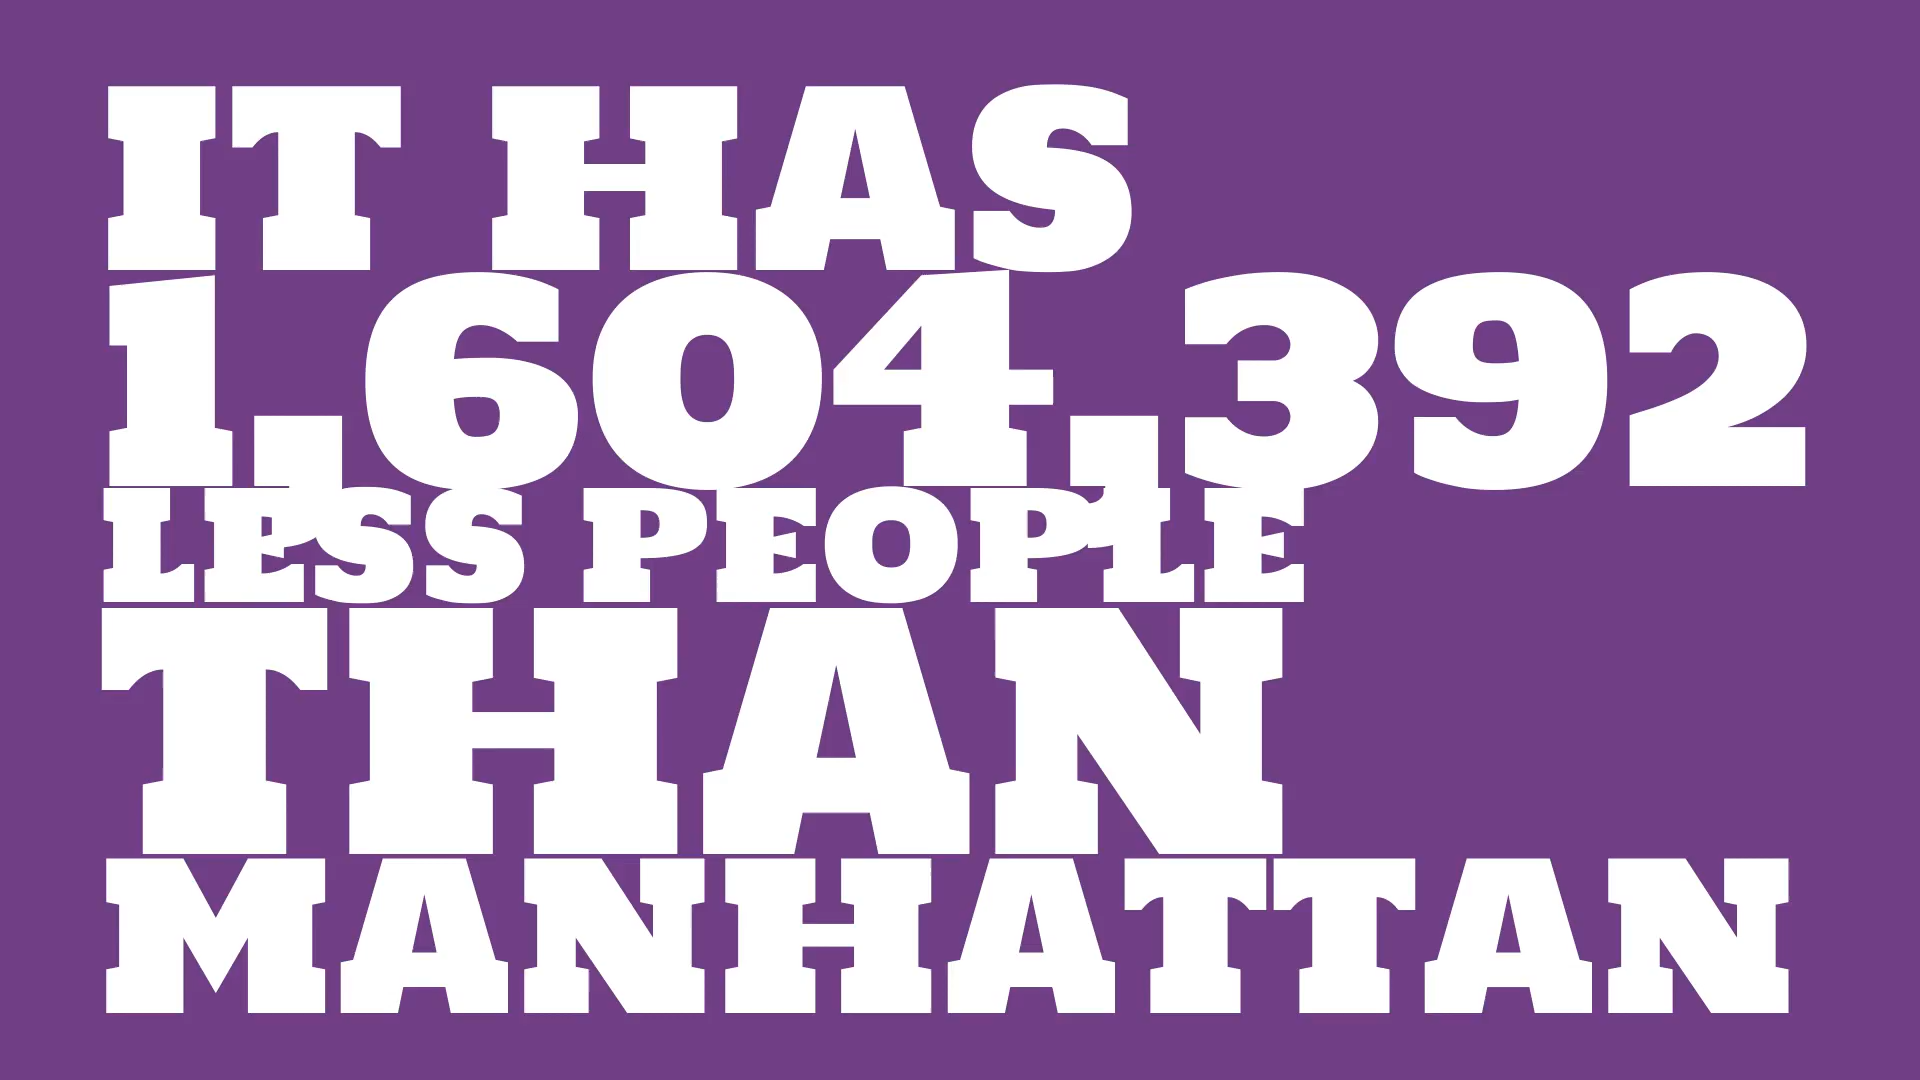 IT HAS
1,604,392
LESS PEOPLE
THAN
MANHATTAN